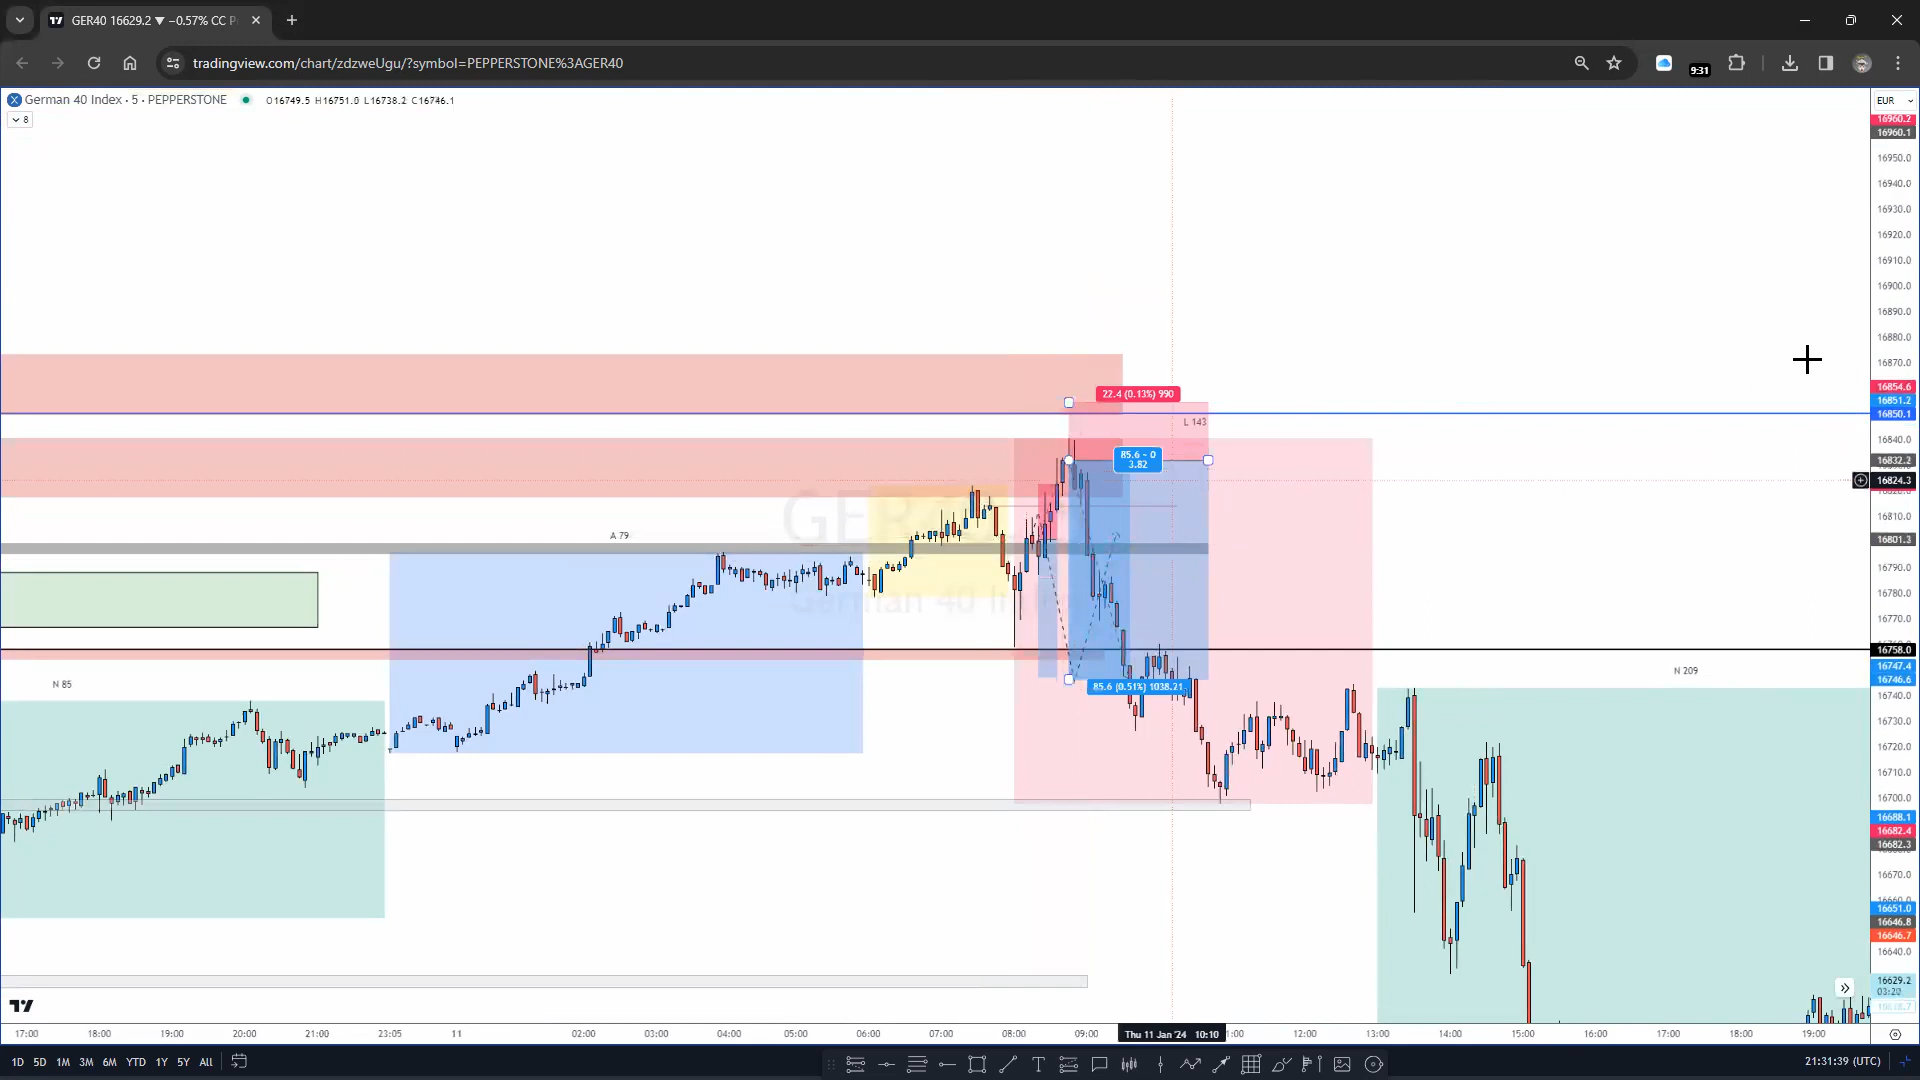 GER40 16629.2 ▼ −0.57% CC P
tradingview.com/chart/zdzweUgu/?symbol=PEPPERSTONE%3AGER40
9:31
German 40 Index · 5 · PEPPERSTONE
O16749.5 H16751.0 L16738.2 C16746.1
EUR
8
16960.2
16960.1
16950.0
16940.0
16930.0
16920.0
16910.0
16900.0
16890.0
16880.0
16870.0
16854.6
16851.2
16850.1
16840.0
16832.2
16824.3
16810.0
16801.3
16790.0
16780.0
16770.0
16758.0
16747.4
16746.6
16740.0
16730.0
16720.0
16710.0
16700.0
16688.1
16682.4
16682.3
16670.0
16651.0
16646.8
16646.7
16640.0
16629.2
03:20
22.4 (0.13%) 990
L 143
85.6 ~ 0
3.82
A 79
N 85
85.6 (0.51%) 1038.21
N 209
17:00 18:00 19:00 20:00 21:00 23:05 11 02:00 03:00 04:00 05:00 06:00 07:00 08:00 09:00 Thu 11 Jan '24 10:10 12:00 13:00 14:00 15:00 16:00 17:00 18:00 19:00
1D 5D 1M 3M 6M YTD 1Y 5Y All
21:31:39 (UTC)